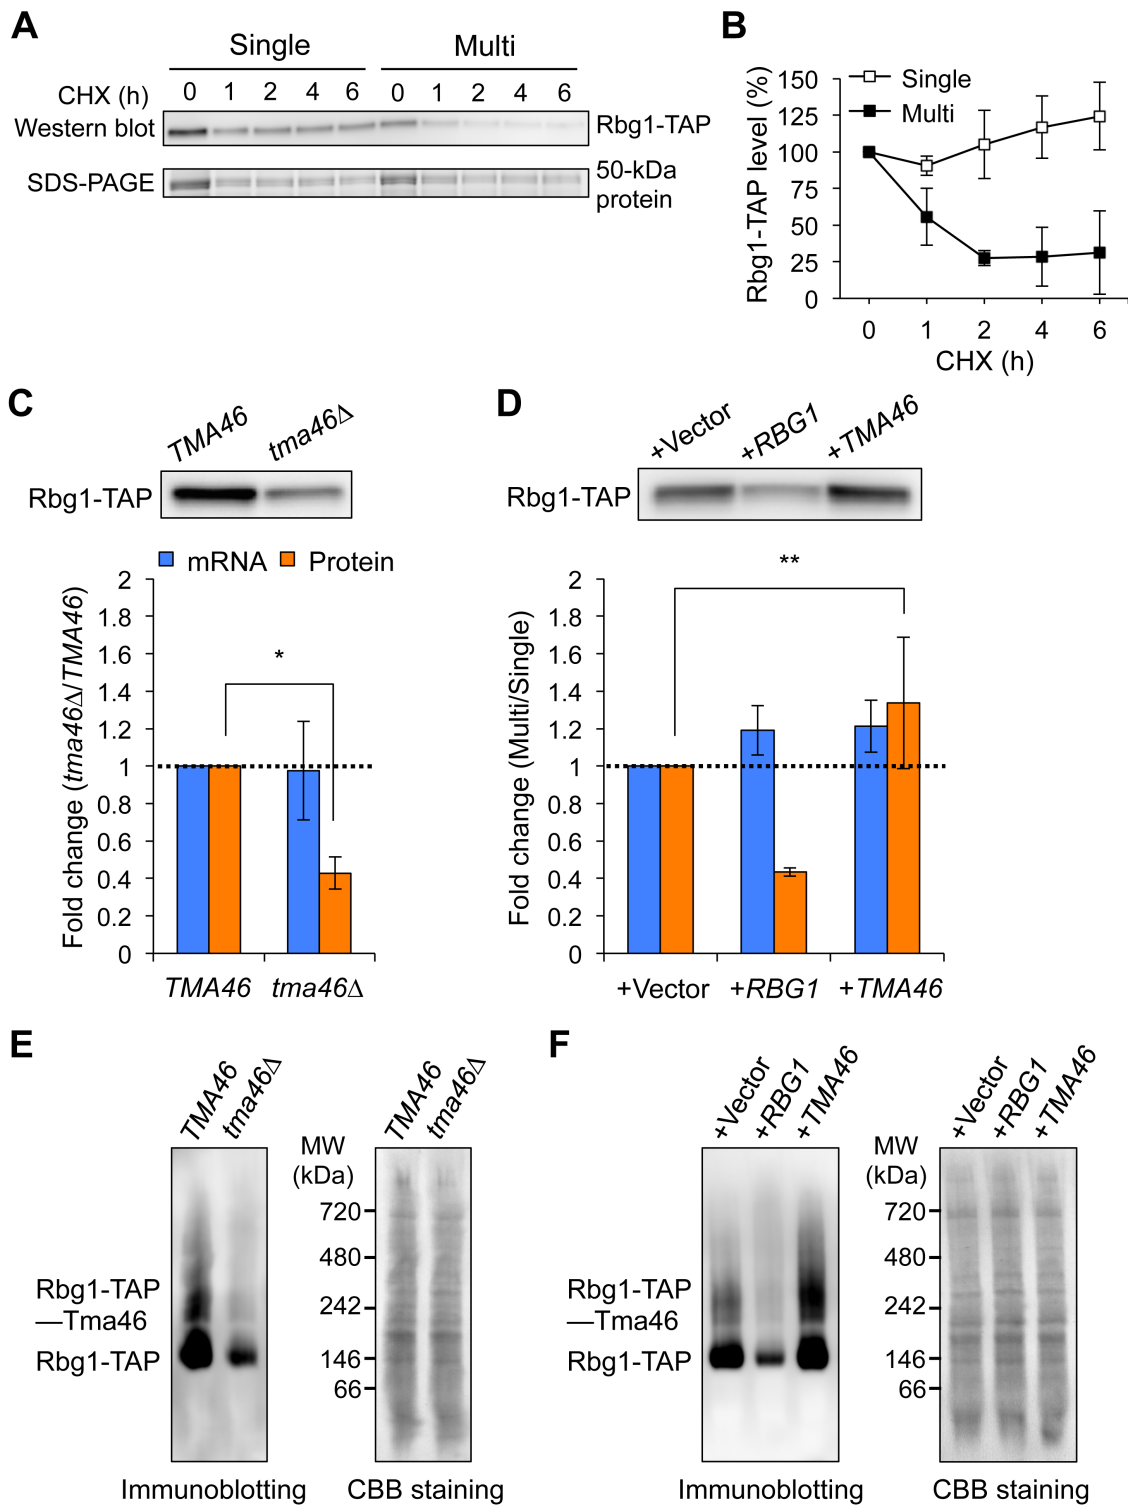 A
Single Multi
CHX (h) 0 1 2 4 6 0 1 2 4 6
Western blot Rbg1-TAP
SDS-PAGE 50-kDa
protein
B
Rbg1-TAP level (%)
150
125
100
75
50
25
0
Single
Multi
0 1 2 4 6
CHX (h)
C
TMA46 tma46Δ
Rbg1-TAP
mRNA Protein
Fold change (tma46Δ/TMA46)
2
1.8
1.6
1.4
1.2
1
0.8
0.6
0.4
0.2
0
*
TMA46 tma46Δ
D
+Vector +RBG1 +TMA46
Rbg1-TAP
Fold change (Multi/Single)
2
1.8
1.6
1.4
1.2
1
0.8
0.6
0.4
0.2
0
**
+Vector +RBG1 +TMA46
E
TMA46 tma46Δ TMA46 tma46Δ
MW
(kDa)
720
480
242
146
66
Rbg1-TAP
—Tma46
Rbg1-TAP
Immunoblotting CBB staining
F
+Vector +RBG1 +TMA46 +Vector +RBG1 +TMA46
MW
(kDa)
720
480
242
146
66
Rbg1-TAP
—Tma46
Rbg1-TAP
Immunoblotting CBB staining